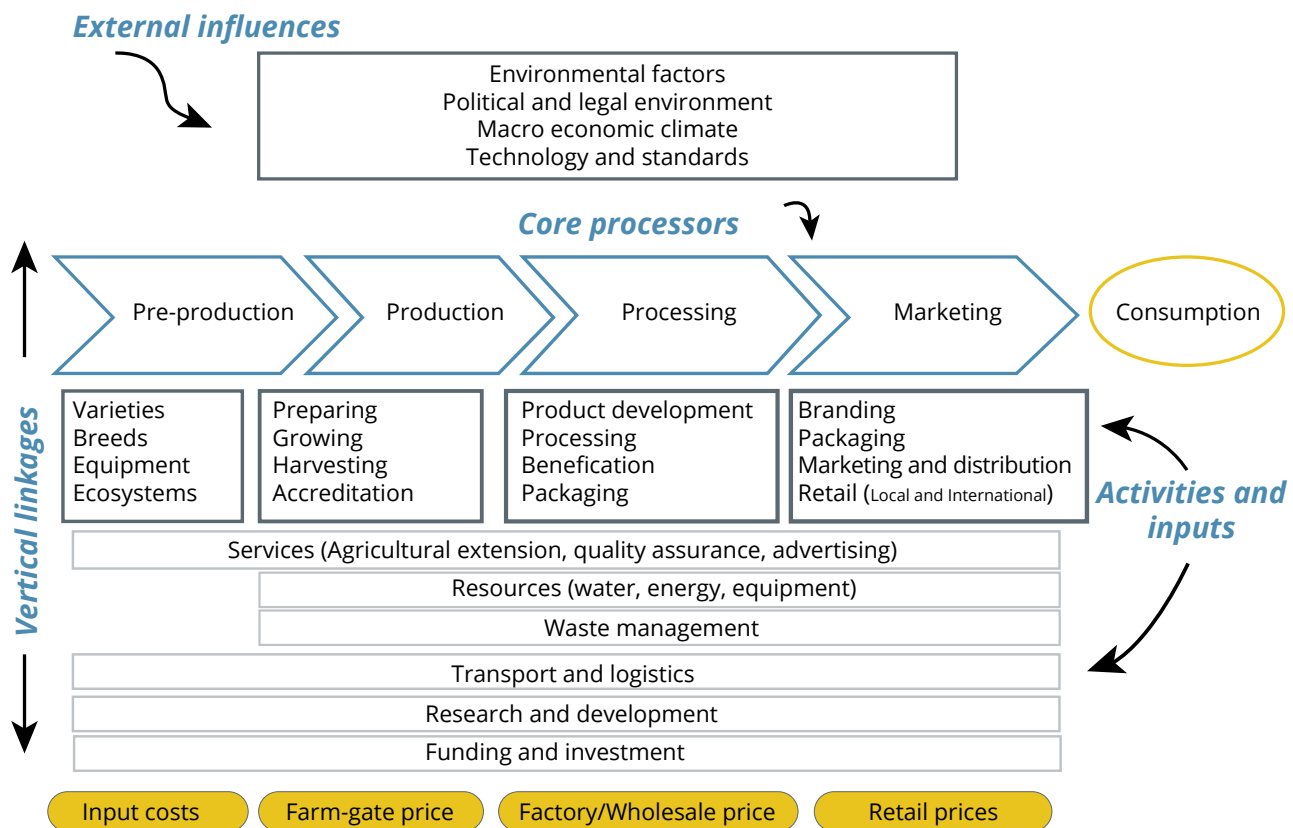 External influences
Environmental factors
Political and legal environment
Macro economic climate
Technology and standards
Core processors
Pre-production
Production
Processing
Marketing
Consumption
Vertical linkages
Varieties
Breeds
Equipment
Ecosystems
Preparing
Growing
Harvesting
Accreditation
Product development
Processing
Benefication
Packaging
Branding
Packaging
Marketing and distribution
Retail (Local and International)
Activities and
inputs
Services (Agricultural extension, quality assurance, advertising)
Resources (water, energy, equipment)
Waste management
Transport and logistics
Research and development
Funding and investment
Input costs
Farm-gate price
Factory/Wholesale price
Retail prices